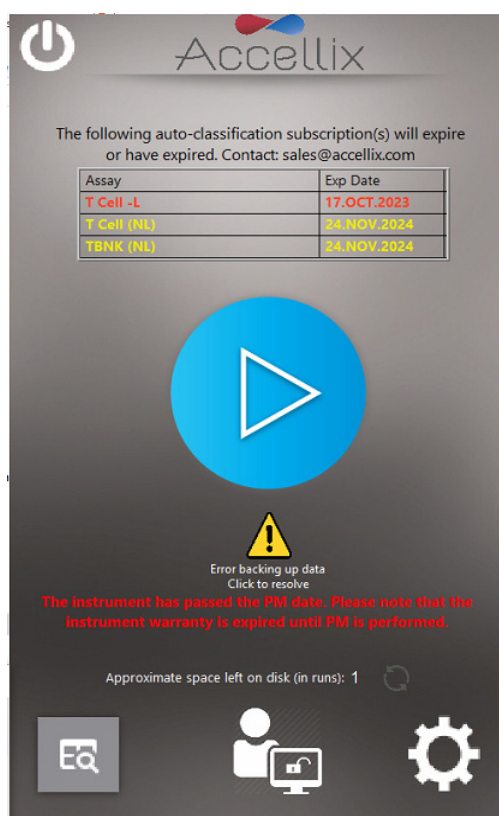 Accellix
The following auto-classification subscription(s) will expire
or have expired. Contact: sales@accellix.com
Assay Exp Date
T Cell -L 17.OCT.2023
T Cell (NL) 24.NOV.2024
TBNK (NL) 24.NOV.2024
Error backing up data
Click to resolve
The instrument has passed the PM date. Please note that the
instrument warranty is expired until PM is performed.
Approximate space left on disk (in runs): 1